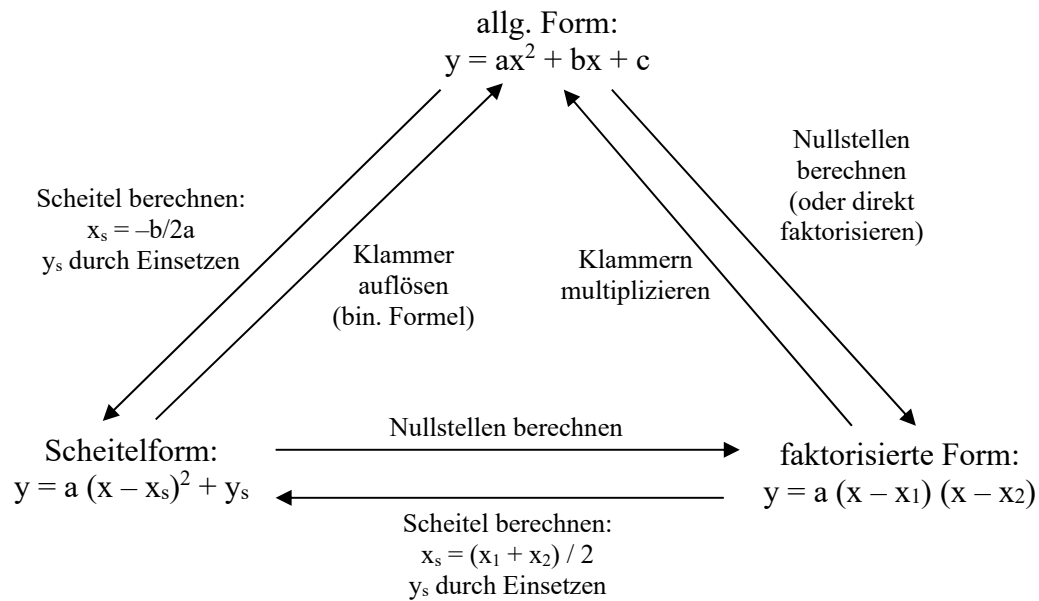 allg. Form:
y = ax² + bx + c
Scheitel berechnen:
xₛ = –b/2a
yₛ durch Einsetzen
Klammer
auflösen
(bin. Formel)
Klammern
multiplizieren
Nullstellen
berechnen
(oder direkt
faktorisieren)
Scheitelform:
y = a (x – xₛ)² + yₛ
Nullstellen berechnen
faktorisierte Form:
y = a (x – x₁) (x – x₂)
Scheitel berechnen:
xₛ = (x₁ + x₂) / 2
yₛ durch Einsetzen